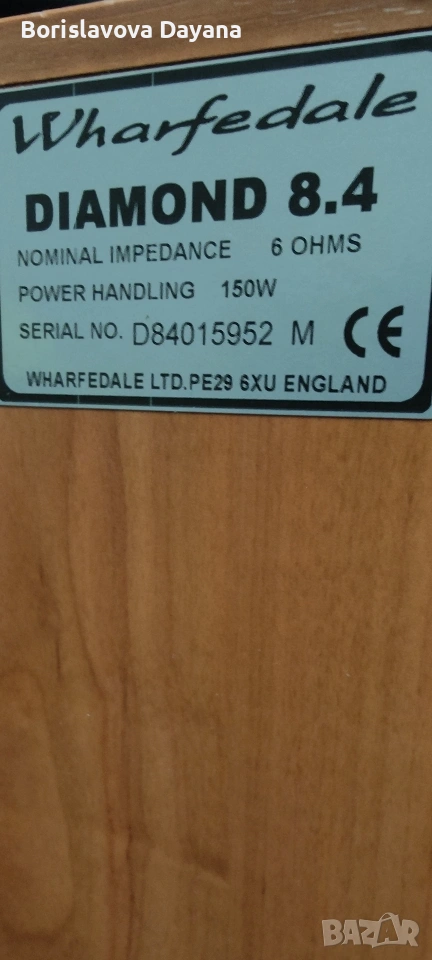 Borislavova Dayana
Wharfedale
DIAMOND 8.4
NOMINAL IMPEDANCE 6 OHMS
POWER HANDLING 150W
SERIAL NO. D84015952 M CE
WHARFEDALE LTD.PE29 6XU ENGLAND
BAZAR